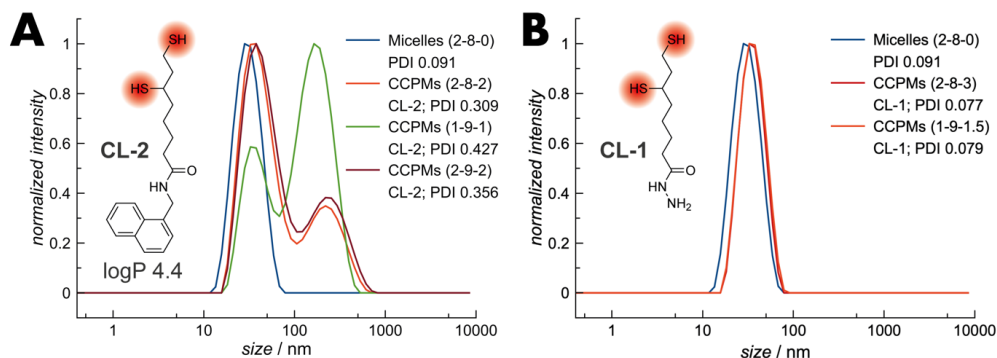 A
SH
HS
CL-2
O
HN
logP 4.4
Micelles (2-8-0)
PDI 0.091
CCPMs (2-8-2)
CL-2; PDI 0.309
CCPMs (1-9-1)
CL-2; PDI 0.427
CCPMs (2-9-2)
CL-2; PDI 0.356
normalized intensity
1
0.8
0.6
0.4
0.2
0
1
10
100
1000
10000
size / nm
B
SH
HS
CL-1
O
HN
NH₂
Micelles (2-8-0)
PDI 0.091
CCPMs (2-8-3)
CL-1; PDI 0.077
CCPMs (1-9-1.5)
CL-1; PDI 0.079
normalized intensity
1
0.8
0.6
0.4
0.2
0
1
10
100
1000
10000
size / nm